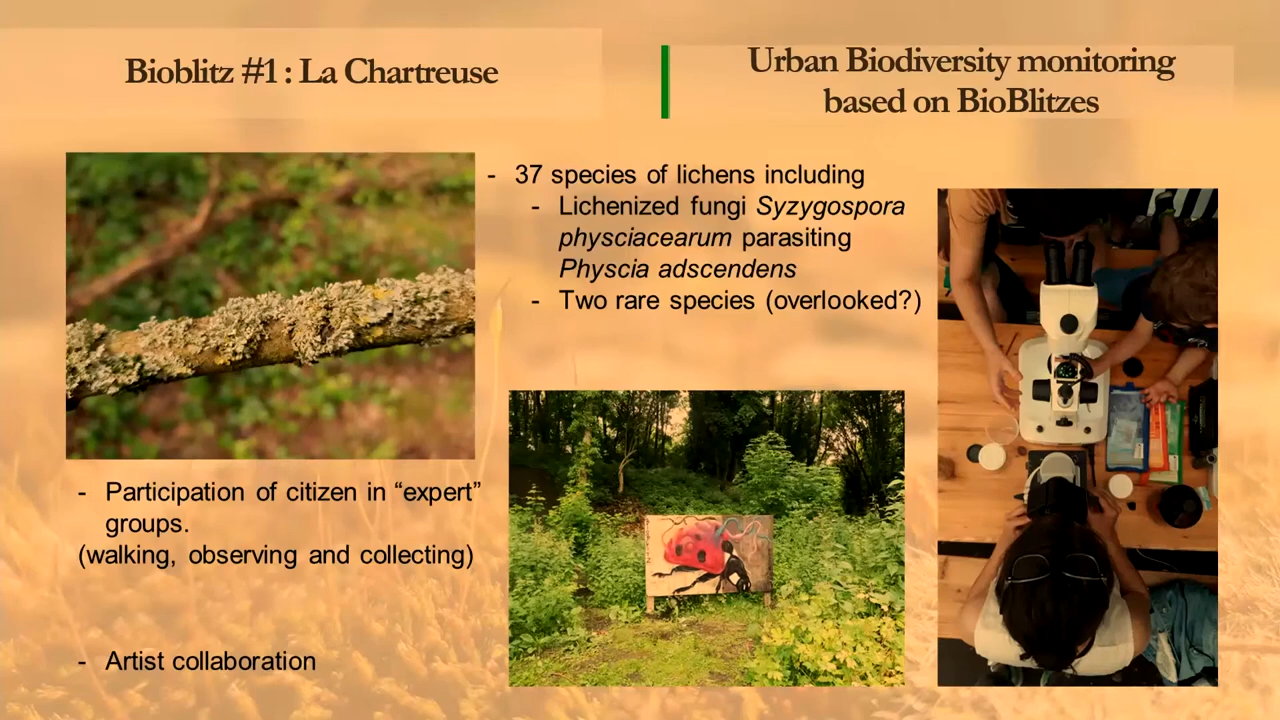 Bioblitz #1 : La Chartreuse
Urban Biodiversity monitoring
based on BioBlitzes
- 37 species of lichens including
- Lichenized fungi Syzygospora
physciacearum parasiting
Physcia adscendens
- Two rare species (overlooked?)
- Participation of citizen in “expert”
groups.
(walking, observing and collecting)
- Artist collaboration